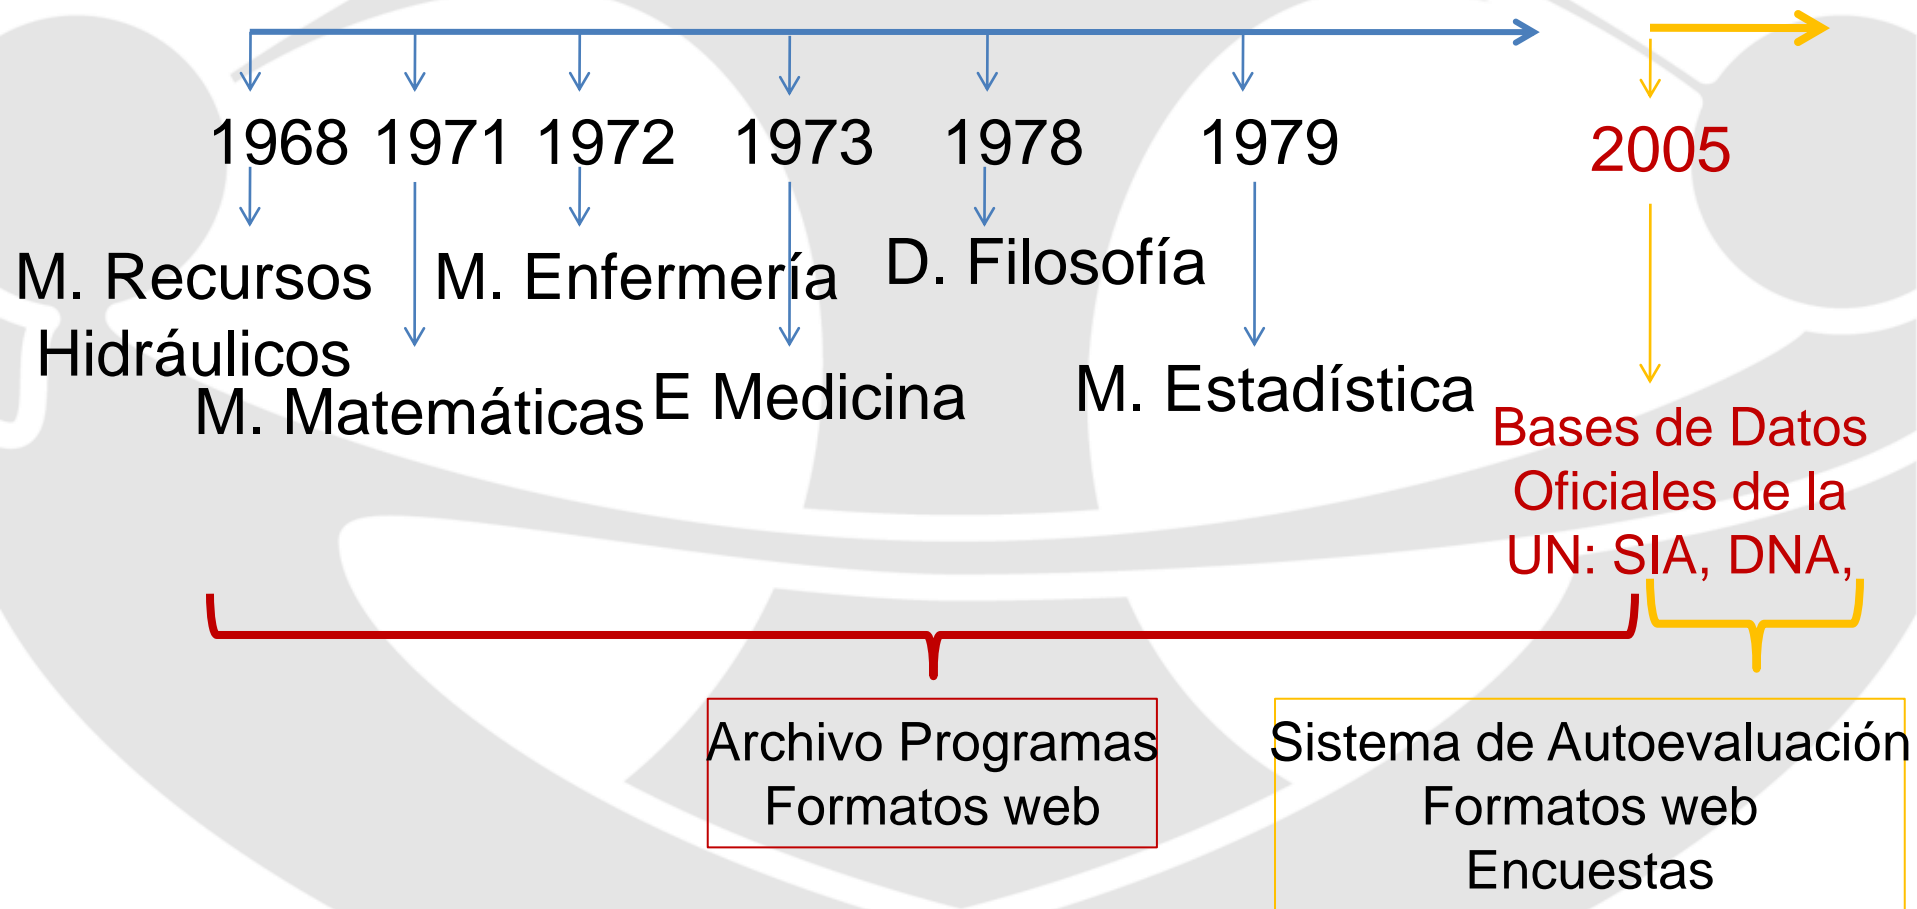 1968 1971 1972 1973 1978 1979
2005
M. Recursos
Hidráulicos
M. Matemáticas
M. Enfermería
E Medicina
D. Filosofía
M. Estadística
Bases de Datos
Oficiales de la
UN: SIA, DNA,
Archivo Programas
Formatos web
Sistema de Autoevaluación
Formatos web
Encuestas